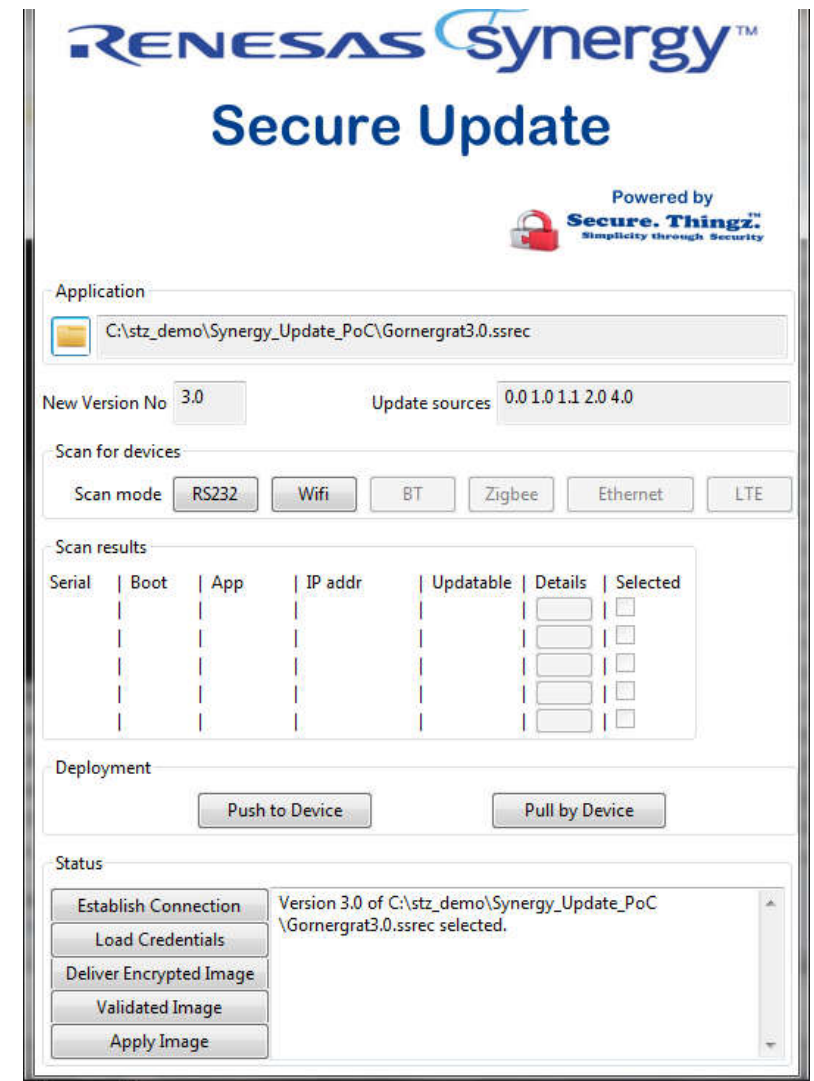 RENESAS synergy™
Secure Update
Powered by
Secure. Thingz.™
Simplicity through Security
Application
C:\stz_demo\Synergy_Update_PoC\Gornergrat3.0.ssrec
New Version No 3.0 Update sources 0.0 1.0 1.1 2.0 4.0
Scan for devices
Scan mode RS232 Wifi BT Zigbee Ethernet LTE
Scan results
Serial | Boot | App | IP addr | Updatable | Details | Selected
| | | | | |
| | | | | |
| | | | | |
| | | | | |
| | | | | |
Deployment
Push to Device Pull by Device
Status
Establish Connection
Load Credentials
Deliver Encrypted Image
Validated Image
Apply Image
Version 3.0 of C:\stz_demo\Synergy_Update_PoC
\Gornergrat3.0.ssrec selected.